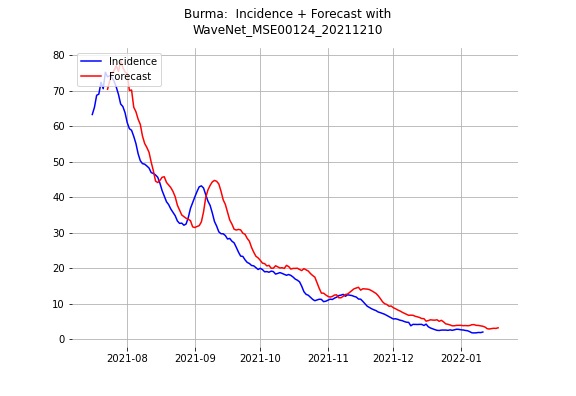 Burma:  Incidence + Forecast with
WaveNet_MSE00124_20211210
Incidence
Forecast
80
70
60
50
40
30
20
10
0
2021-08 2021-09 2021-10 2021-11 2021-12 2022-01